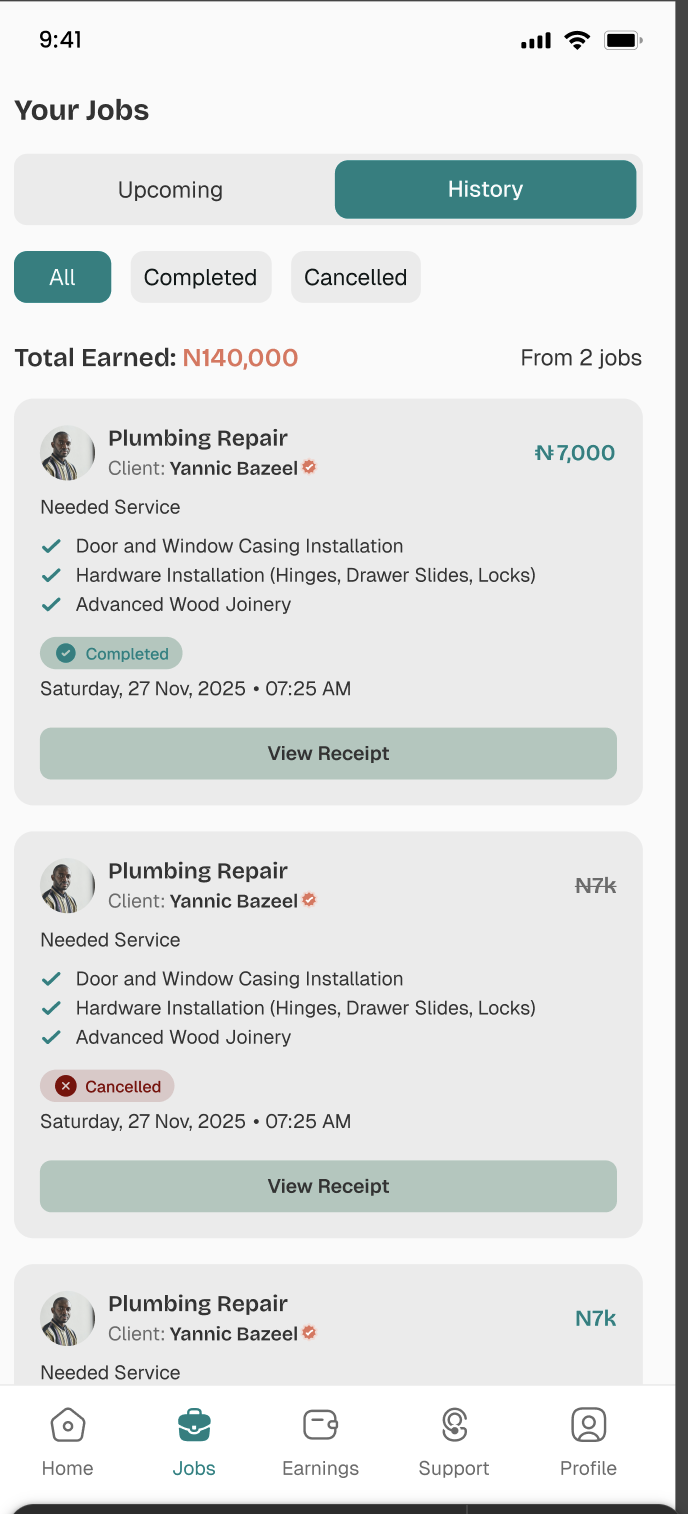 9:41
Your Jobs
Upcoming History
All Completed Cancelled
Total Earned: N140,000 From 2 jobs
Plumbing Repair
Client: Yannic Bazeel
₦7,000
Needed Service
Door and Window Casing Installation
Hardware Installation (Hinges, Drawer Slides, Locks)
Advanced Wood Joinery
Completed
Saturday, 27 Nov, 2025 • 07:25 AM
View Receipt
Plumbing Repair
Client: Yannic Bazeel
N7k
Needed Service
Door and Window Casing Installation
Hardware Installation (Hinges, Drawer Slides, Locks)
Advanced Wood Joinery
Cancelled
Saturday, 27 Nov, 2025 • 07:25 AM
View Receipt
Plumbing Repair
Client: Yannic Bazeel
N7k
Needed Service
Home Jobs Earnings Support Profile